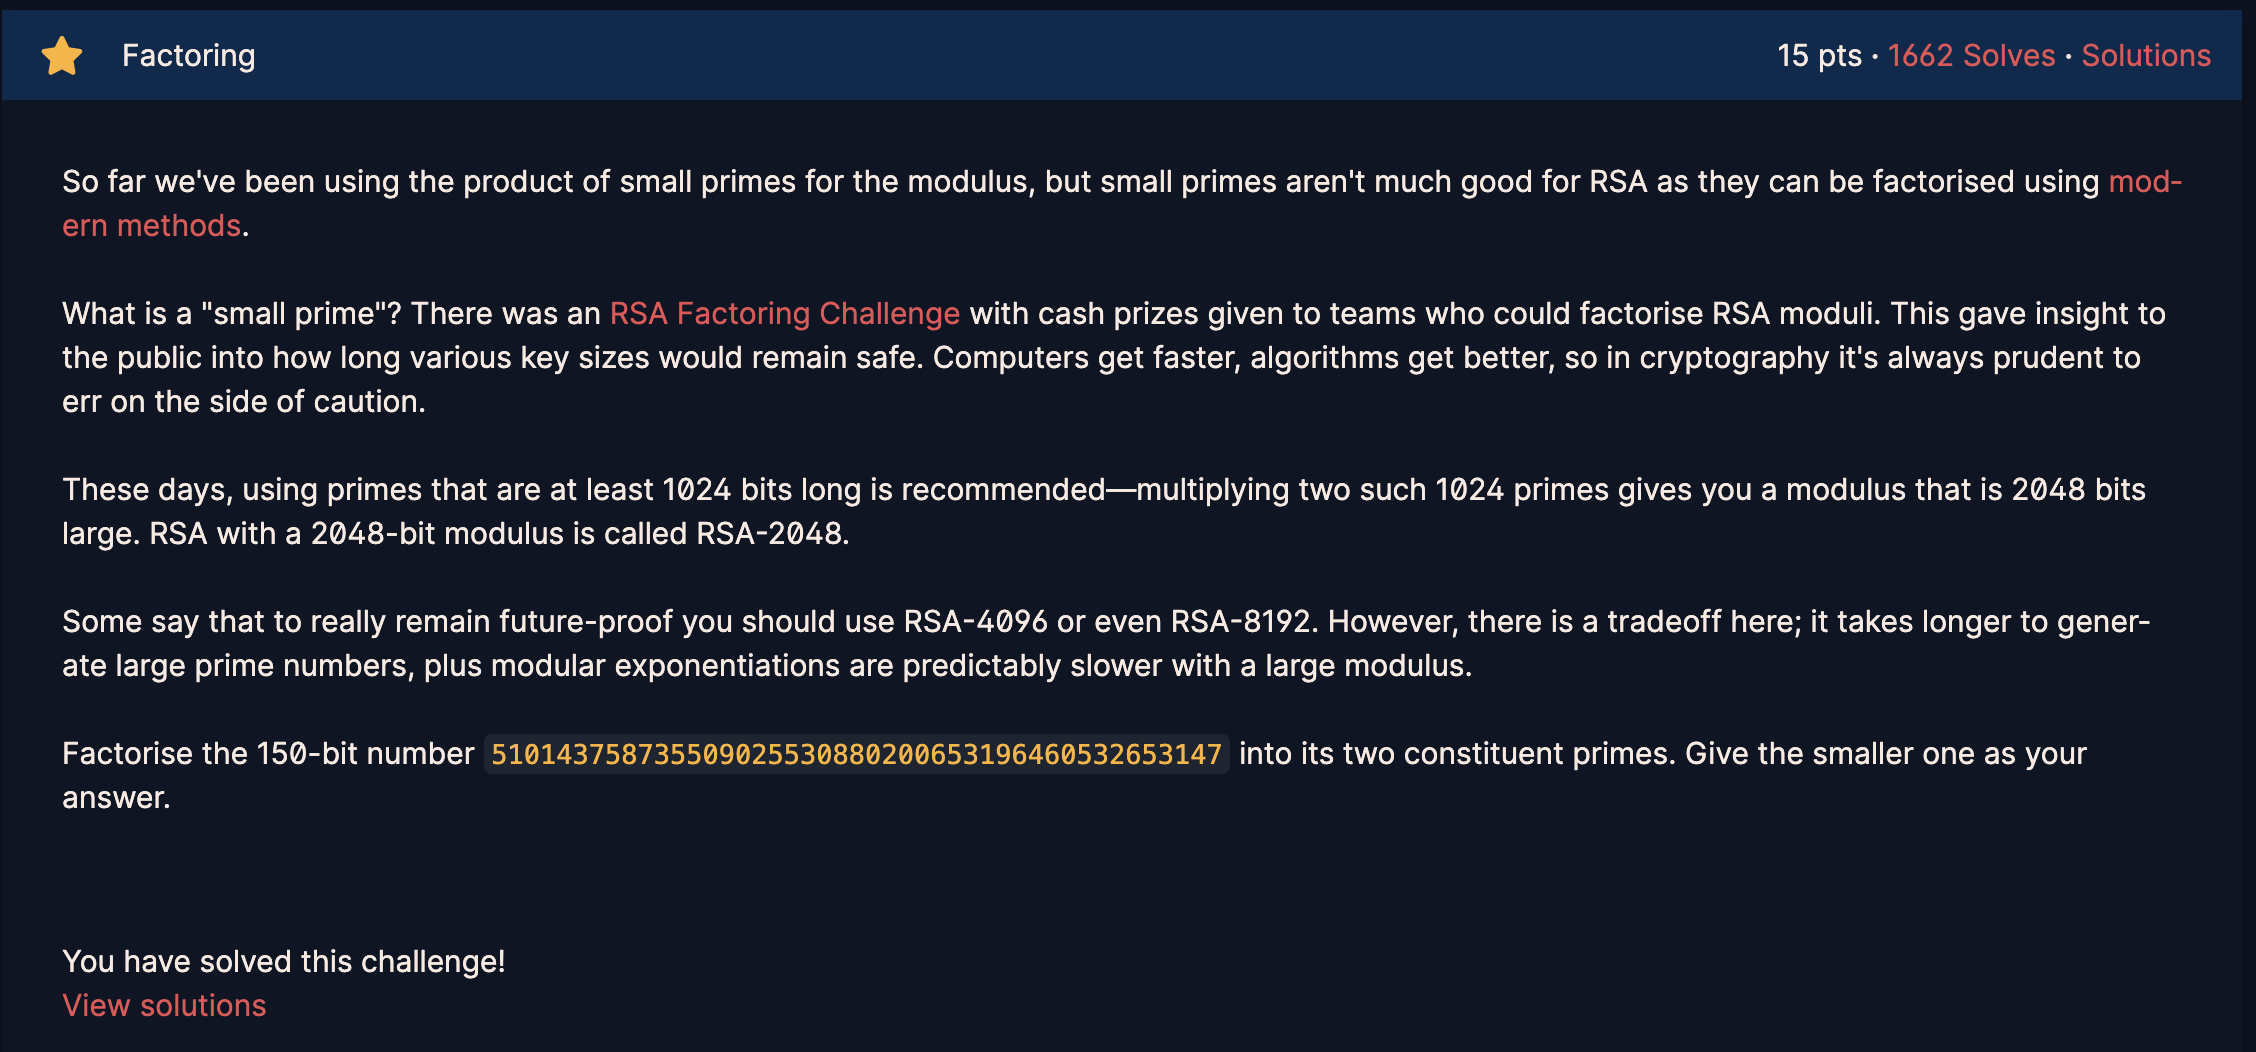 Factoring
15 pts · 1662 Solves · Solutions
So far we've been using the product of small primes for the modulus, but small primes aren't much good for RSA as they can be factorised using mod-
ern methods.
What is a "small prime"? There was an RSA Factoring Challenge with cash prizes given to teams who could factorise RSA moduli. This gave insight to
the public into how long various key sizes would remain safe. Computers get faster, algorithms get better, so in cryptography it's always prudent to
err on the side of caution.
These days, using primes that are at least 1024 bits long is recommended—multiplying two such 1024 primes gives you a modulus that is 2048 bits
large. RSA with a 2048-bit modulus is called RSA-2048.
Some say that to really remain future-proof you should use RSA-4096 or even RSA-8192. However, there is a tradeoff here; it takes longer to gener-
ate large prime numbers, plus modular exponentiations are predictably slower with a large modulus.
Factorise the 150-bit number 510143758735509025530880200653196460532653147 into its two constituent primes. Give the smaller one as your
answer.
You have solved this challenge!
View solutions